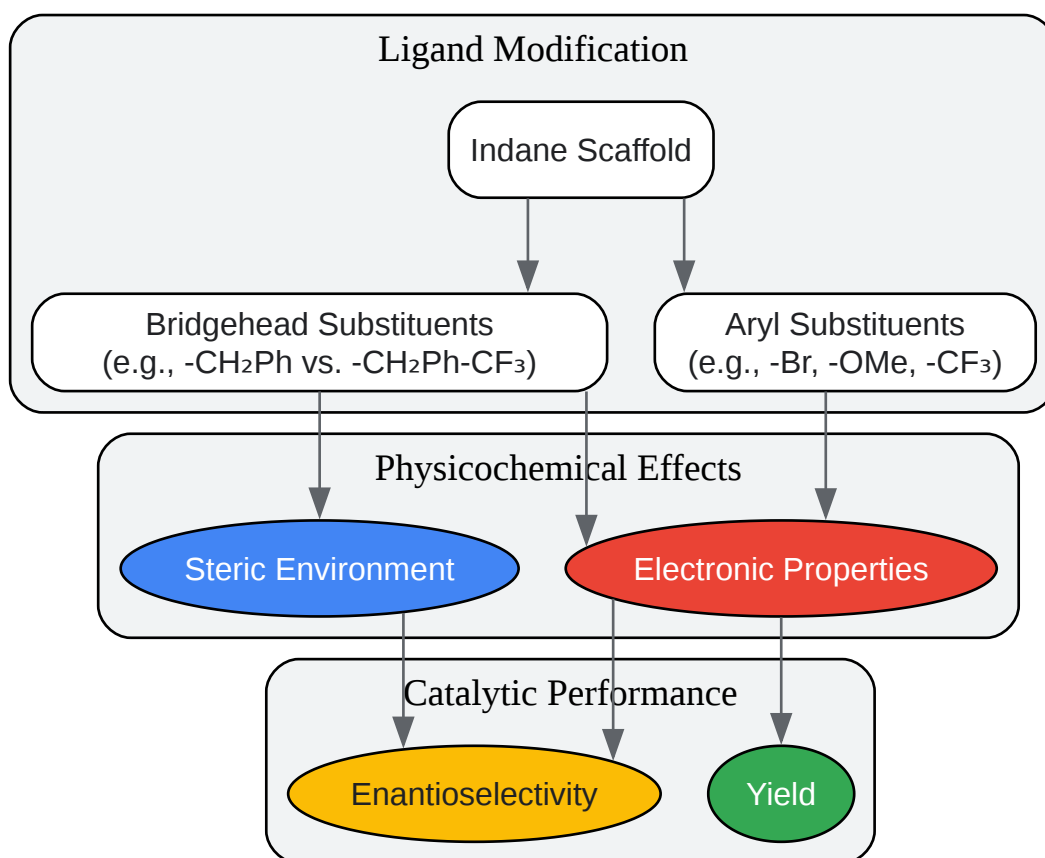 Ligand Modification
Indane Scaffold
Bridgehead Substituents
(e.g., -CH₂Ph vs. -CH₂Ph-CF₃)
Aryl Substituents
(e.g., -Br, -OMe, -CF₃)
Physicochemical Effects
Steric Environment
Electronic Properties
Catalytic Performance
Enantioselectivity
Yield